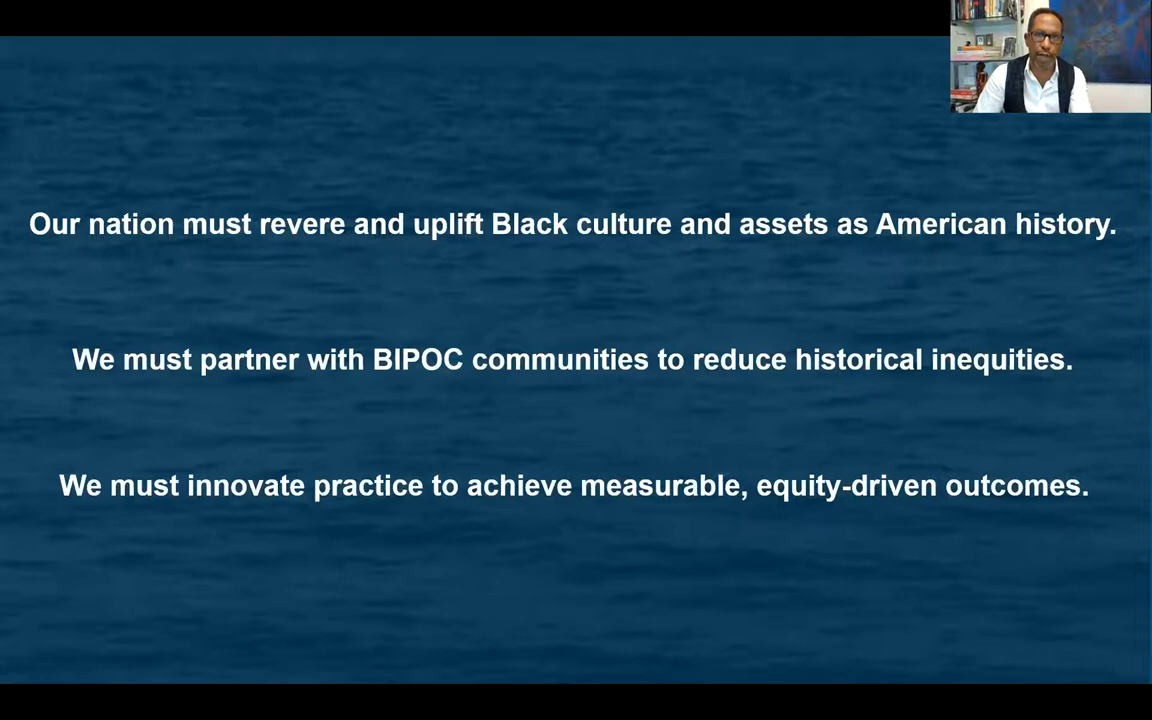 Our nation must revere and uplift Black culture and assets as American history.
We must partner with BIPOC communities to reduce historical inequities.
We must innovate practice to achieve measurable, equity-driven outcomes.